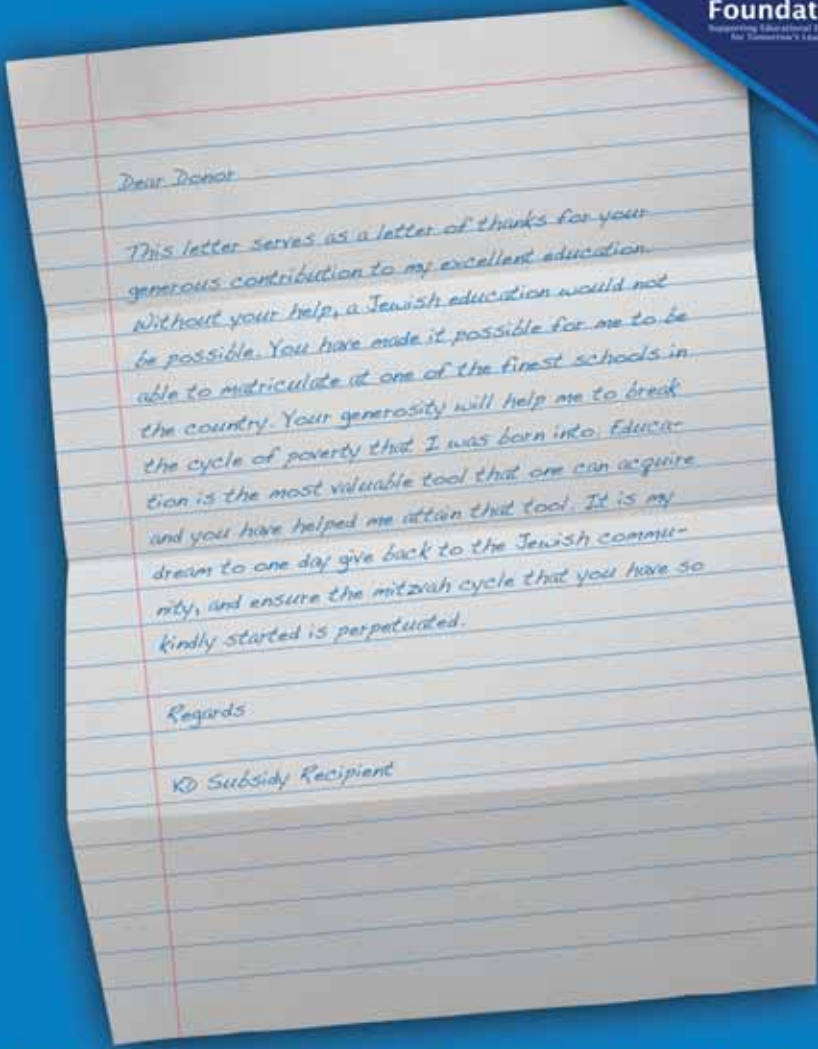 Foundat
Supporting Educational
for Tomorrow's
Dear Donor
This letter serves as a letter of thanks for your
generous contribution to my excellent education.
Without your help, a Jewish education would not
be possible. You have made it possible for me to be
able to matriculate at one of the finest schools in
the country. Your generosity will help me to break
the cycle of poverty that I was born into. Educa-
tion is the most valuable tool that one can acquire
and you have helped me attain that tool. It is my
dream to one day give back to the Jewish commu-
nity, and ensure the mitzvah cycle that you have so
kindly started is perpetuated.
Regards
KD Subsidy Recipient